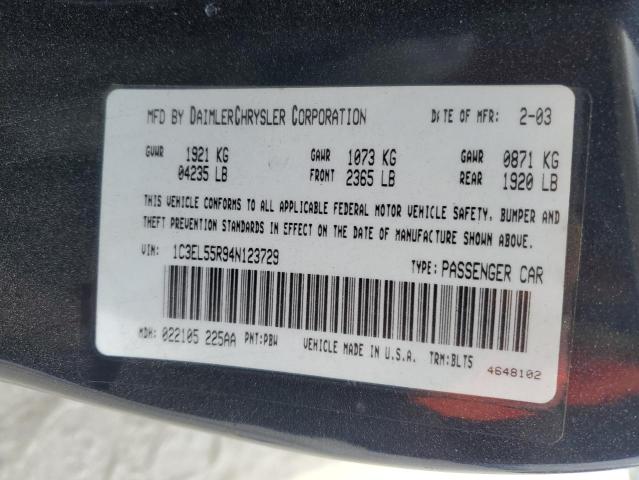 MFD BY DAIMLERCHRYSLER CORPORATION DATE OF MFR: 2-03
GVWR 1921 KG GAWR 1073 KG GAWR 0871 KG
04235 LB FRONT 2365 LB REAR 1920 LB
THIS VEHICLE CONFORMS TO ALL APPLICABLE FEDERAL MOTOR VEHICLE SAFETY, BUMPER AND
THEFT PREVENTION STANDARDS IN EFFECT ON THE DATE OF MANUFACTURE SHOWN ABOVE.
VIN: 1C3EL55R94N123729 TYPE: PASSENGER CAR
MDH: 022105 225AA PNT:PBW VEHICLE MADE IN U.S.A. TRM:BLTS
4648102